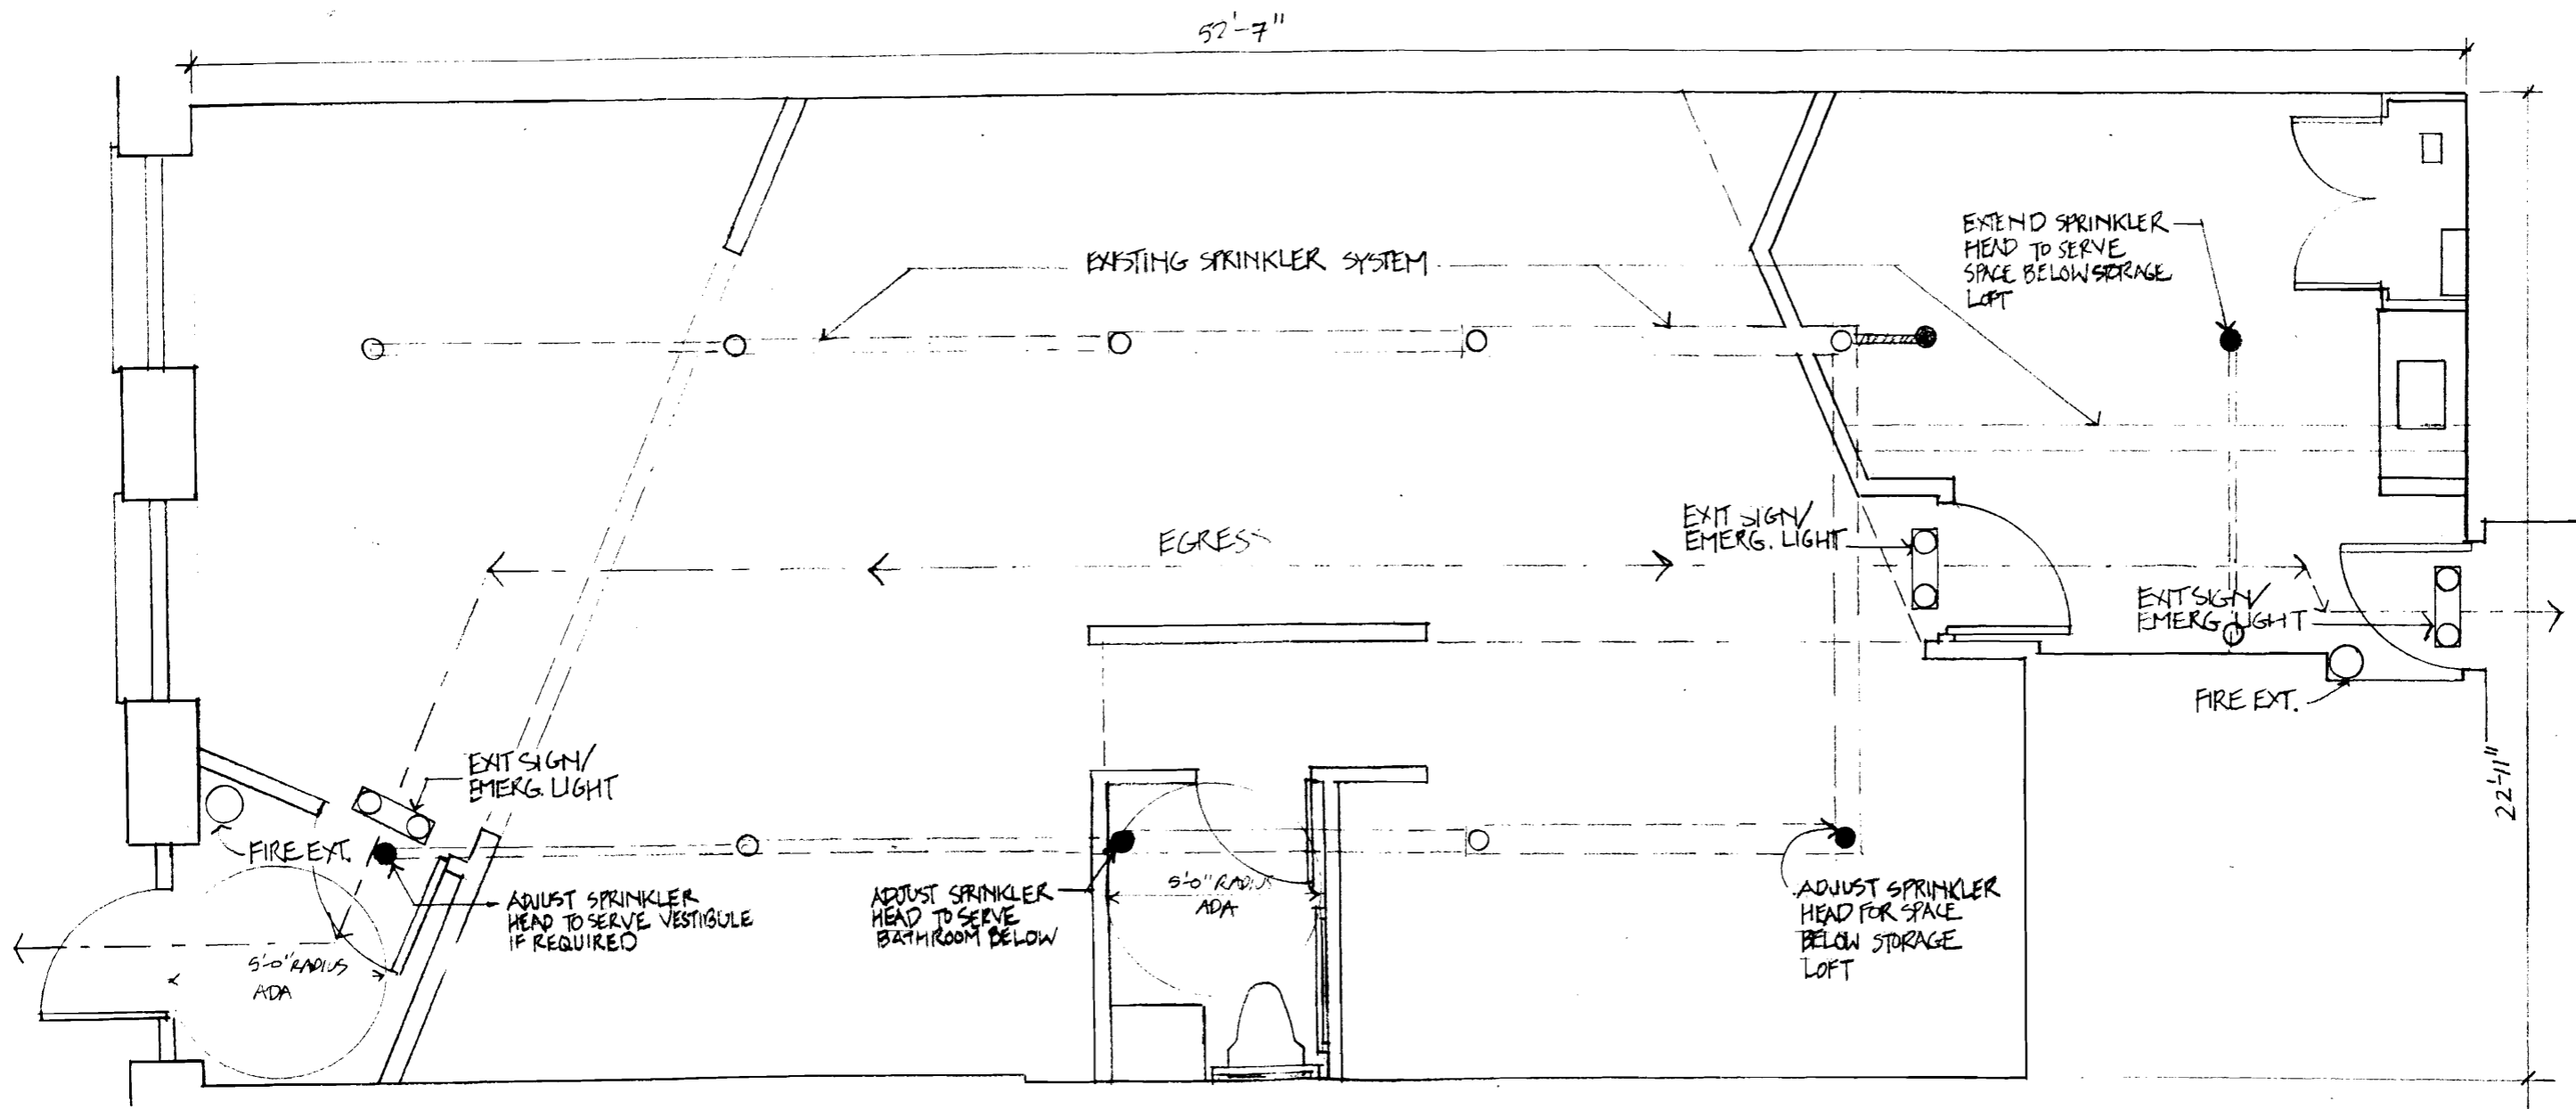 52'-7"
EXTEND SPRINKLER
HEAD TO SERVE
SPACE BELOW STORAGE
LOFT
EXISTING SPRINKLER SYSTEM
EXIT SIGN/
EMERG. LIGHT
EGRESS
EXIT SIGN/
EMERG. LIGHT
FIRE EXT.
EXIT SIGN/
EMERG. LIGHT
22'-11"
FIRE EXT.
ADJUST SPRINKLER
HEAD TO SERVE VESTIBULE
IF REQUIRED
ADJUST SPRINKLER
HEAD TO SERVE
BATHROOM BELOW
5'-0" RADIUS
ADA
ADJUST SPRINKLER
HEAD FOR SPACE
BELOW STORAGE
LOFT
5'-0" RADIUS
ADA